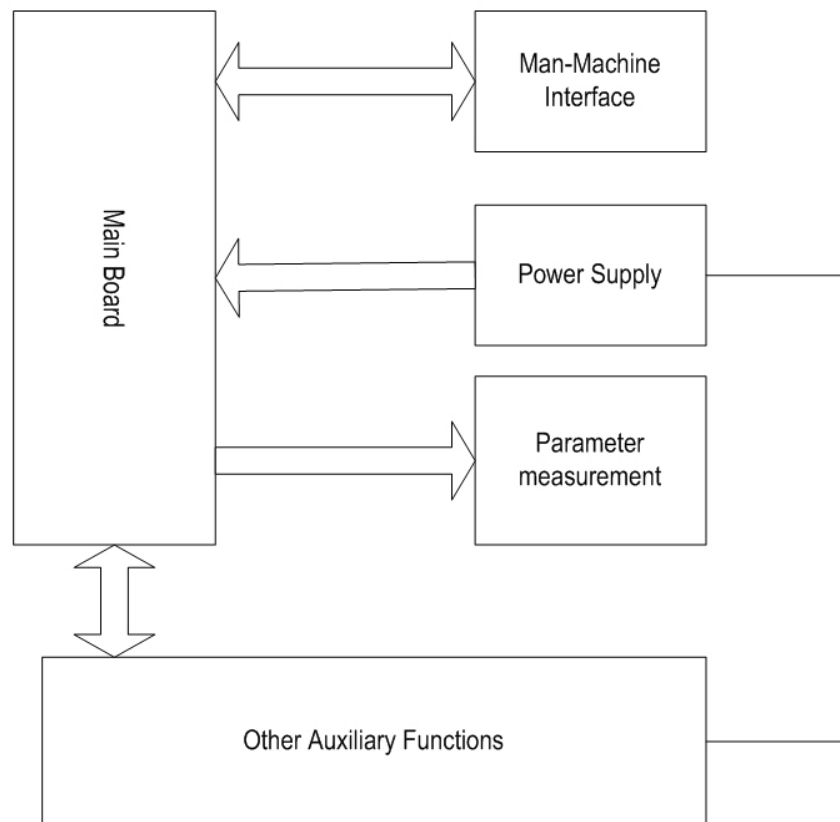 Main Board
Man-Machine
Interface
Power Supply
Parameter
measurement
Other Auxiliary Functions